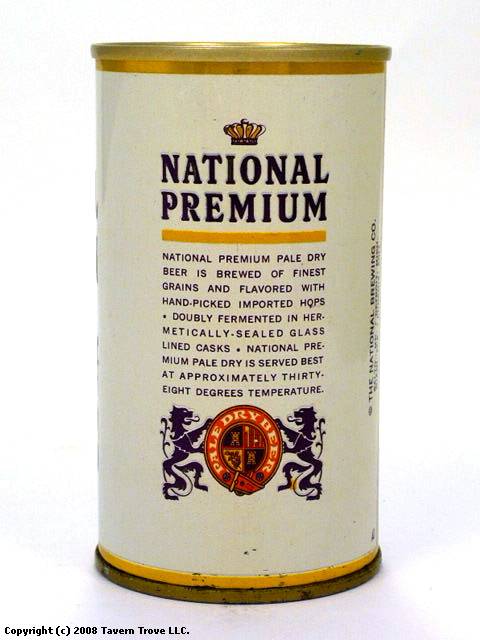 NATIONAL
PREMIUM
NATIONAL PREMIUM PALE DRY
BEER IS BREWED OF FINEST
GRAINS AND FLAVORED WITH
HAND-PICKED IMPORTED HOPS
• DOUBLY FERMENTED IN HER-
METICALLY-SEALED GLASS
LINED CASKS • NATIONAL PRE-
MIUM PALE DRY IS SERVED BEST
AT APPROXIMATELY THIRTY-
EIGHT DEGREES TEMPERATURE.
PALE DRY BEER
© THE NATIONAL BREWING CO.
Copyright (c) 2008 Tavern Trove LLC.